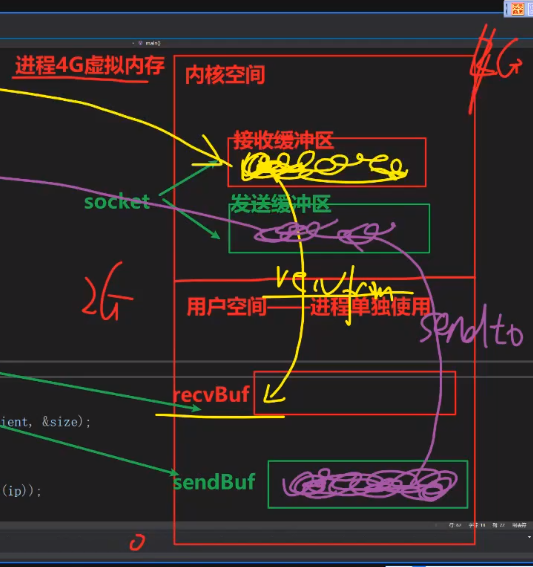 main()
进程4G虚拟内存
内核空间
4G
接收缓冲区
socket
发送缓冲区
2G
recvfrom
用户空间——进程单独使用
sendto
recvBuf
ient, &size);
sendBuf
(ip));
0